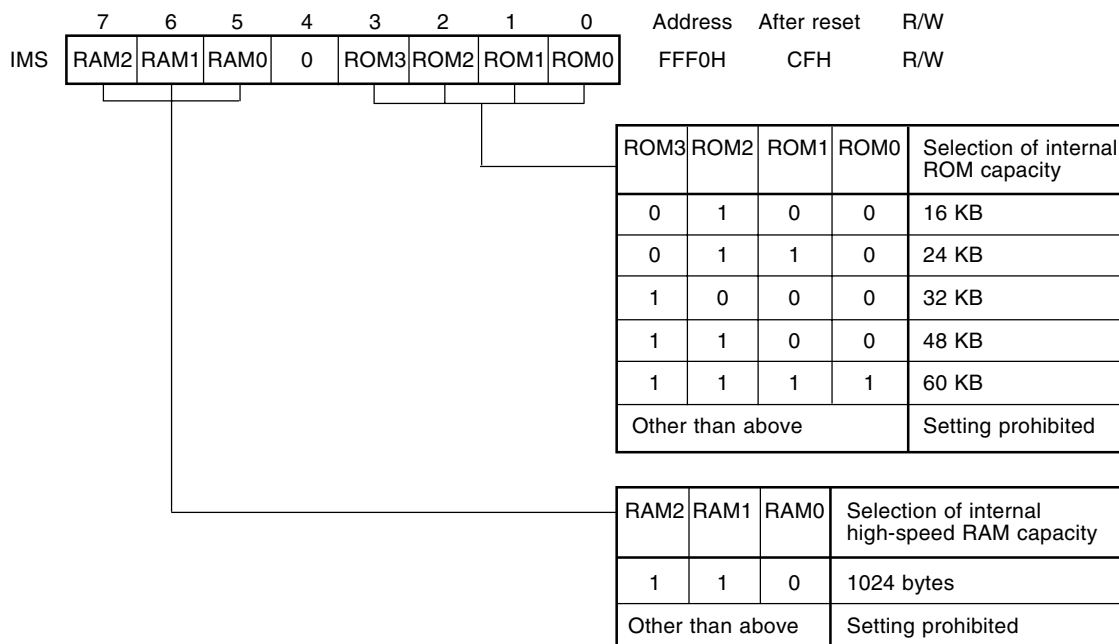 7 6 5 4 3 2 1 0 Address After reset R/W
IMS RAM2 RAM1 RAM0 0 ROM3 ROM2 ROM1 ROM0 FFF0H CFH R/W
ROM3 ROM2 ROM1 ROM0 Selection of internal
ROM capacity
0 1 0 0 16 KB
0 1 1 0 24 KB
1 0 0 0 32 KB
1 1 0 0 48 KB
1 1 1 1 60 KB
Other than above Setting prohibited
RAM2 RAM1 RAM0 Selection of internal
high-speed RAM capacity
1 1 0 1024 bytes
Other than above Setting prohibited